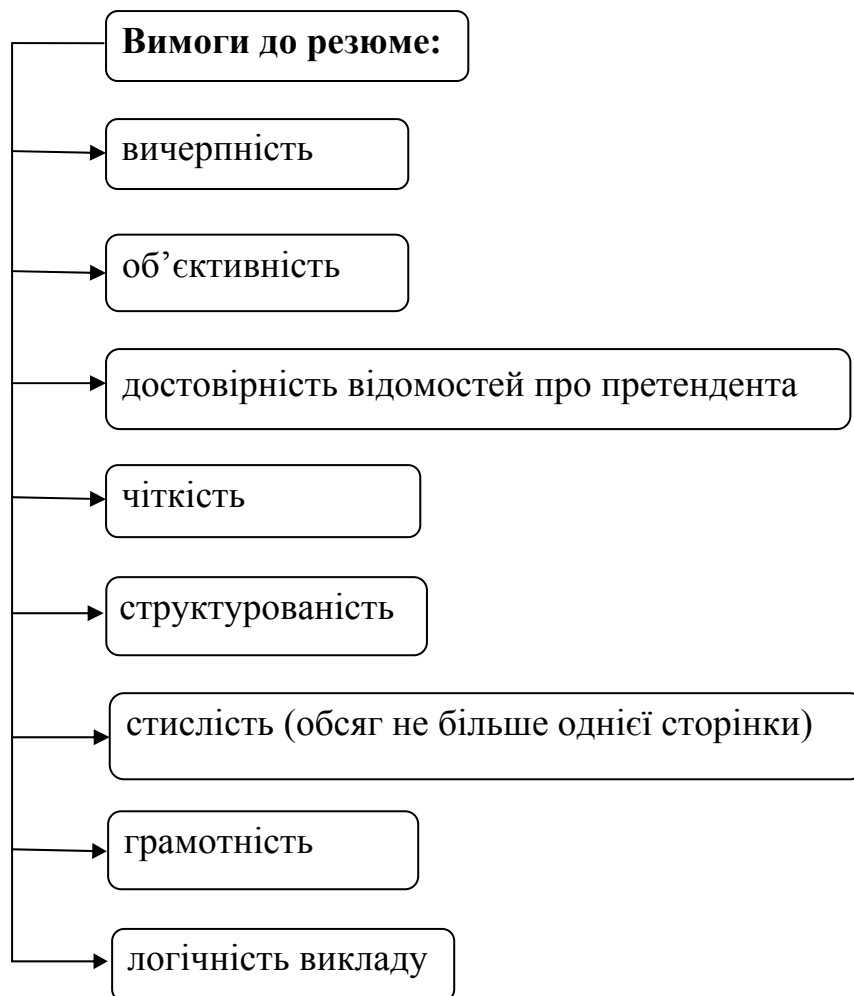 Вимоги до резюме:
вичерпність
об’єктивність
достовірність відомостей про претендента
чіткість
структурованість
стислість (обсяг не більше однієї сторінки)
грамотність
логічність викладу